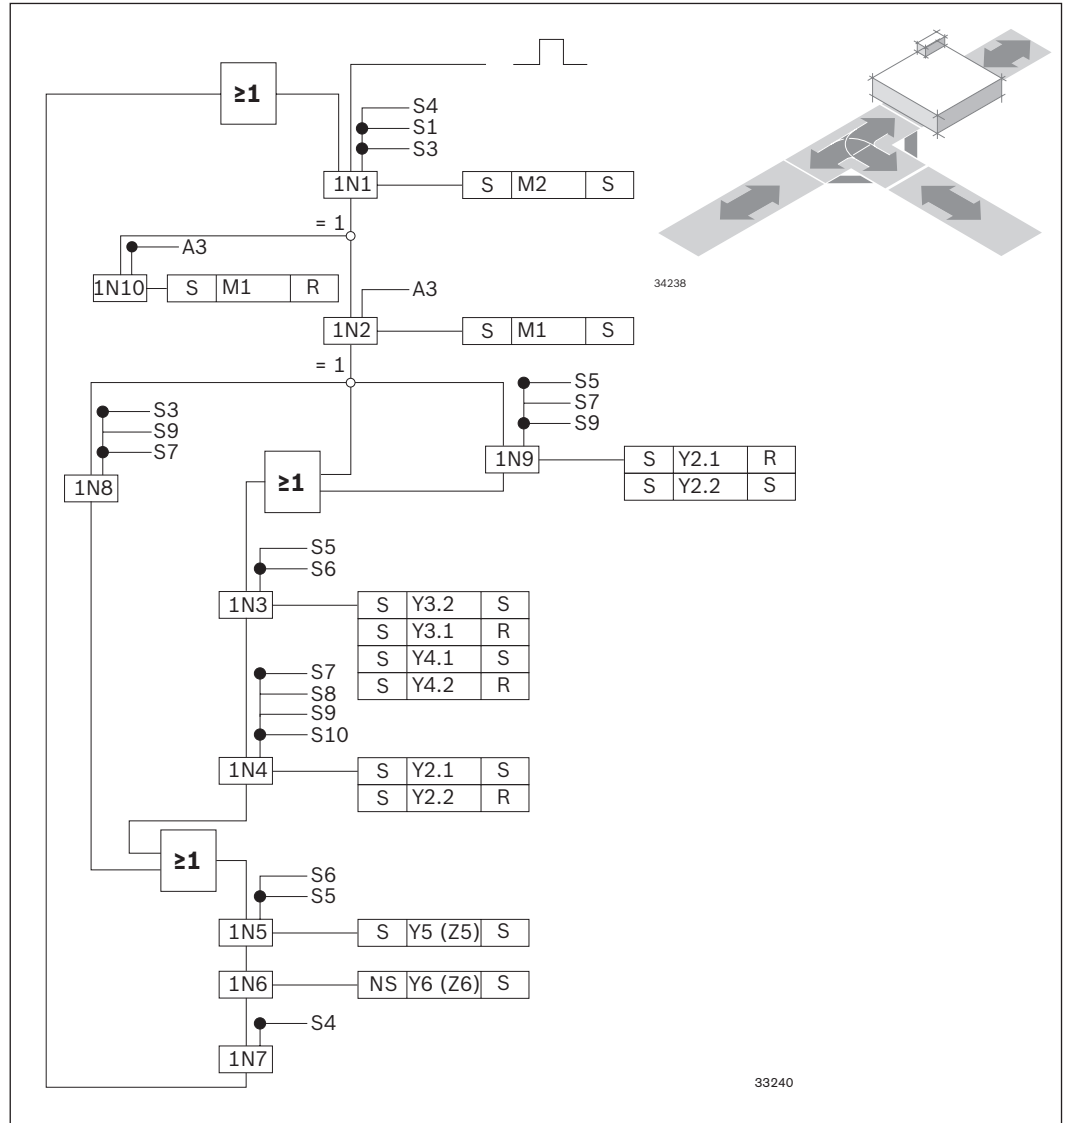 ≥1
S4
S1
S3
1N1
S M2 S
= 1
A3
1N10
S M1 R
34238
A3
1N2
S M1 S
= 1
S3
S9
S7
1N8
S5
S7
S9
1N9
S Y2.1 R
S Y2.2 S
≥1
S5
S6
1N3
S Y3.2 S
S Y3.1 R
S Y4.1 S
S Y4.2 R
S7
S8
S9
S10
1N4
S Y2.1 S
S Y2.2 R
≥1
S6
S5
1N5
S Y5 (Z5) S
1N6
NS Y6 (Z6) S
S4
1N7
33240